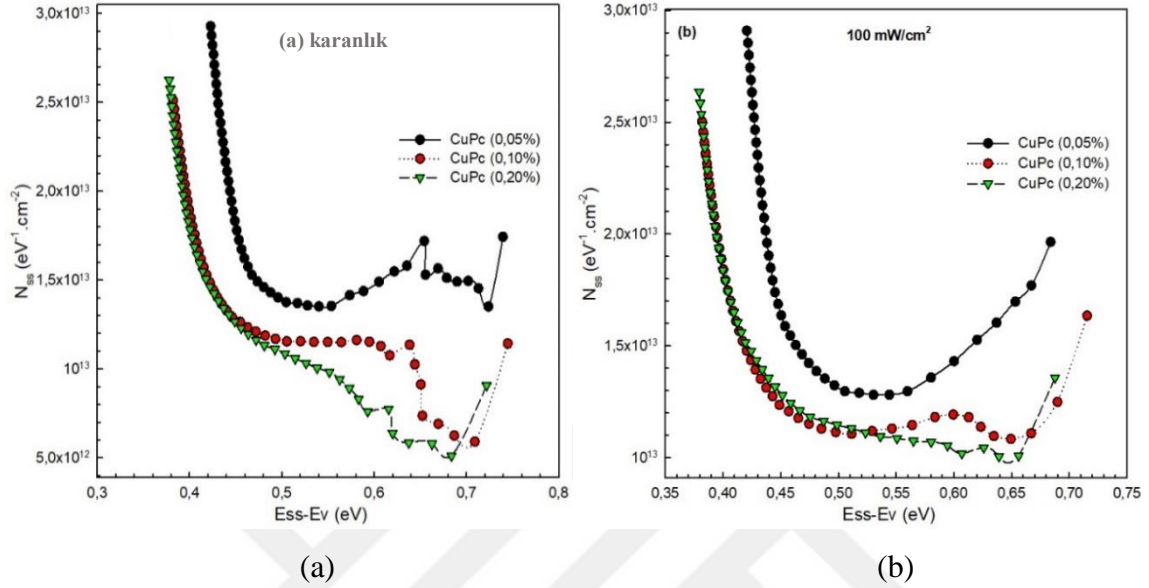 3,0x10¹³
2,5x10¹³
2,0x10¹³
1,5x10¹³
10¹³
5,0x10¹²
Nss (eV⁻¹.cm⁻²)
(a) karanlık
CuPc (0,05%)
CuPc (0,10%)
CuPc (0,20%)
0,3 0,4 0,5 0,6 0,7 0,8
Ess-Ev (eV)
(a)
3,0x10¹³
2,5x10¹³
2,0x10¹³
1,5x10¹³
10¹³
Nss (eV⁻¹.cm⁻²)
(b) 100 mW/cm²
CuPc (0,05%)
CuPc (0,10%)
CuPc (0,20%)
0,35 0,40 0,45 0,50 0,55 0,60 0,65 0,70 0,75
Ess-Ev (eV)
(b)